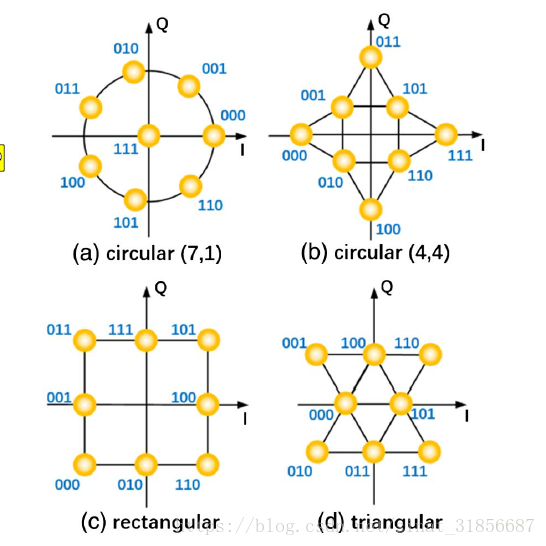 Q
010
001
011
000
111
I
100
101
110
(a) circular (7,1)
Q
011
001
101
000
111
I
010
110
100
(b) circular (4,4)
Q
011 111 101
001 100
I
000 010 110
(c) rectangular
Q
001 100 110
000 101
I
010 011 111
(d) triangular